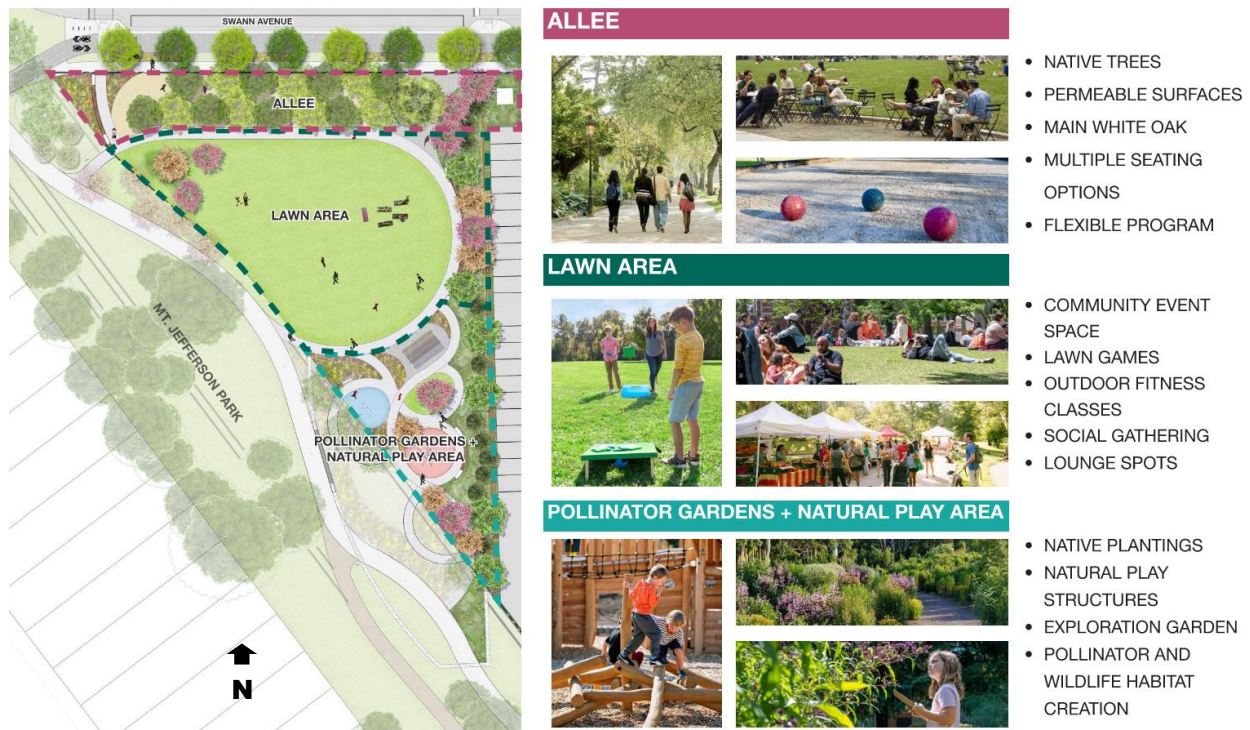 SWANN AVENUE
ALLEE
LAWN AREA
MT. JEFFERSON PARK
POLLINATOR GARDENS +
NATURAL PLAY AREA
N
ALLEE
• NATIVE TREES
• PERMEABLE SURFACES
• MAIN WHITE OAK
• MULTIPLE SEATING
OPTIONS
• FLEXIBLE PROGRAM
LAWN AREA
• COMMUNITY EVENT
SPACE
• LAWN GAMES
• OUTDOOR FITNESS
CLASSES
• SOCIAL GATHERING
• LOUNGE SPOTS
POLLINATOR GARDENS + NATURAL PLAY AREA
• NATIVE PLANTINGS
• NATURAL PLAY
STRUCTURES
• EXPLORATION GARDEN
• POLLINATOR AND
WILDLIFE HABITAT
CREATION